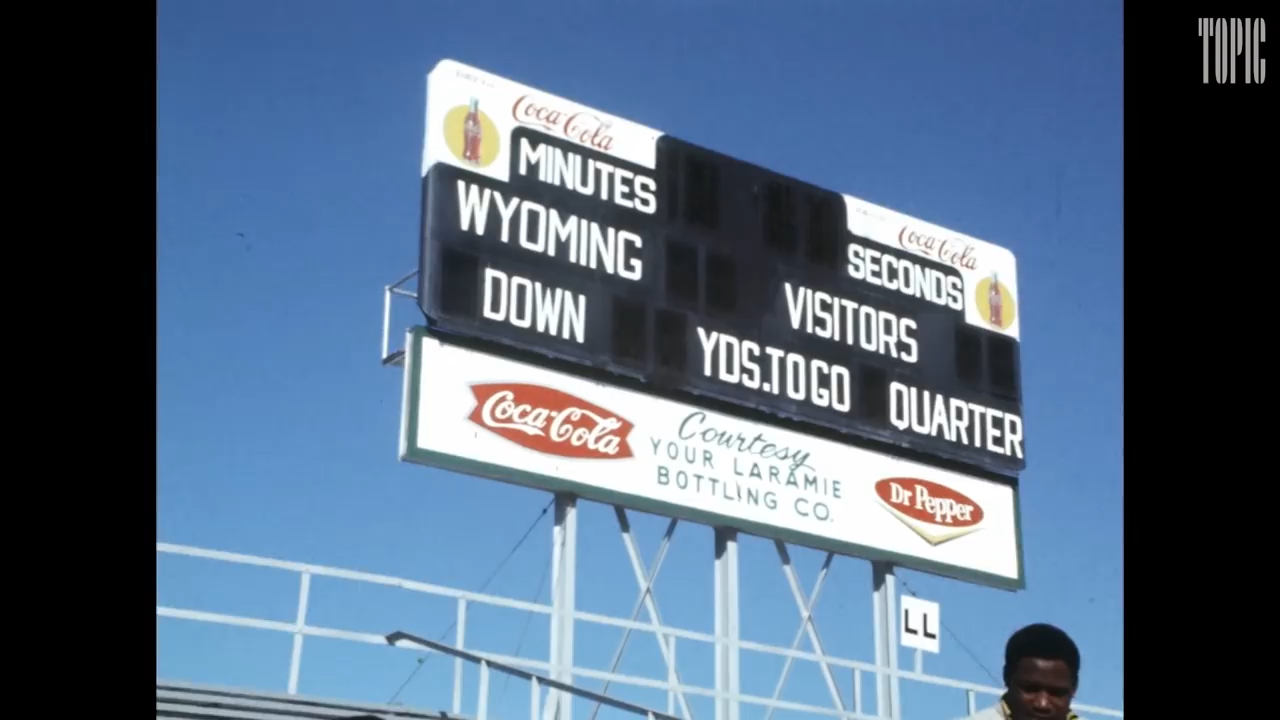 TOPIC
Coca-Cola
MINUTES
Coca-Cola
SECONDS
WYOMING
VISITORS
DOWN
YDS.TO GO
QUARTER
Coca-Cola
Courtesy
YOUR LARAMIE
BOTTLING CO.
Dr Pepper
LL